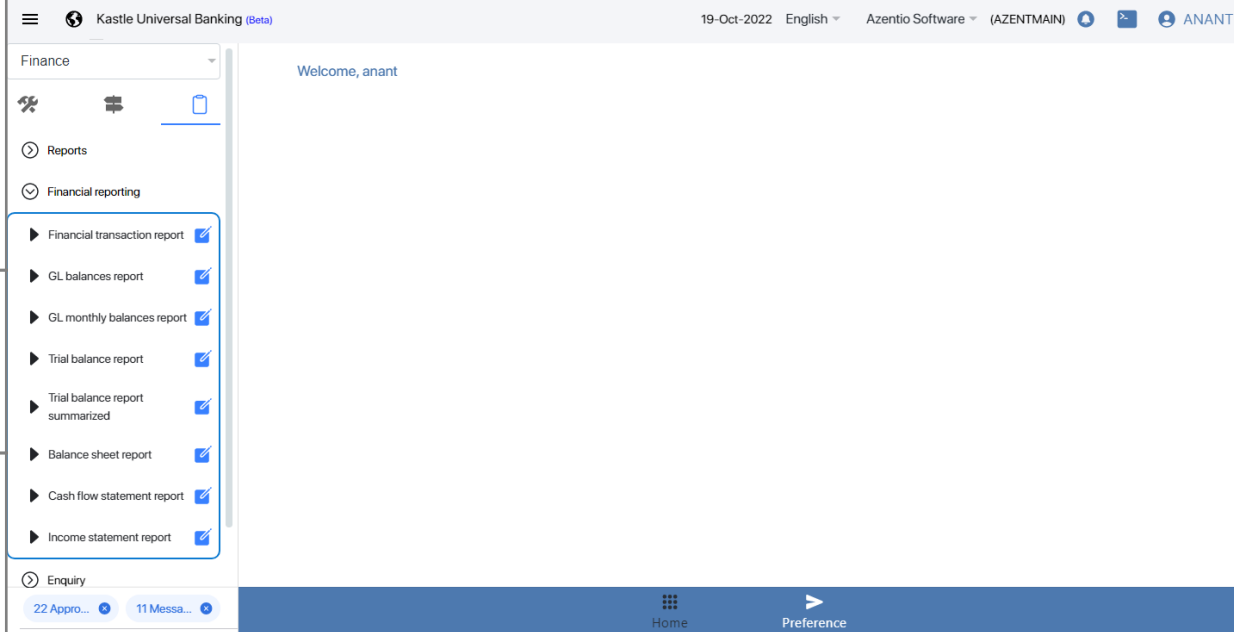 Kastle Universal Banking (Beta)
19-Oct-2022 English Azentio Software (AZENTMAIN) ANANT
Finance
Welcome, anant
Reports
Financial reporting
Financial transaction report
GL balances report
GL monthly balances report
Trial balance report
Trial balance report
summarized
Balance sheet report
Cash flow statement report
Income statement report
Enquiry
22 Appro... 11 Messa...
Home
Preference